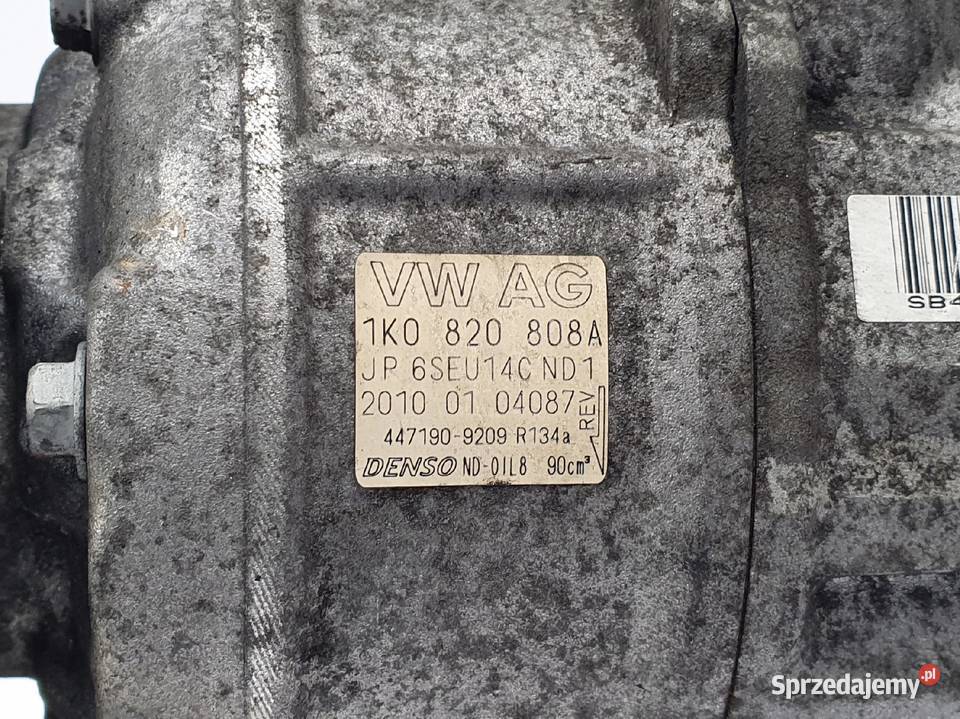 VW AG
1K0 820 808A
JP 6SEU14C ND1
2010 01 04087
REV
447190-9209 R134a
DENSO ND-OIL8 90cm³
SB4
Sprzedajemy.pl